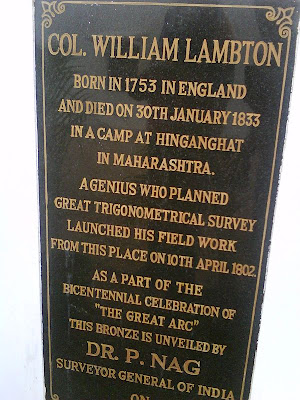 COL. WILLIAM LAMBTON
BORN IN 1753 IN ENGLAND
AND DIED ON 30TH JANUARY 1833
IN A CAMP AT HINGANGHAT
IN MAHARASHTRA.
A GENIUS WHO PLANNED
GREAT TRIGONOMETRICAL SURVEY
LAUNCHED HIS FIELD WORK
FROM THIS PLACE ON 10TH APRIL 1802.
AS A PART OF THE
BICENTENNIAL CELEBRATION OF
"THE GREAT ARC"
THIS BRONZE IS UNVEILED BY
DR. P. NAG
SURVEYOR GENERAL OF INDIA
ON